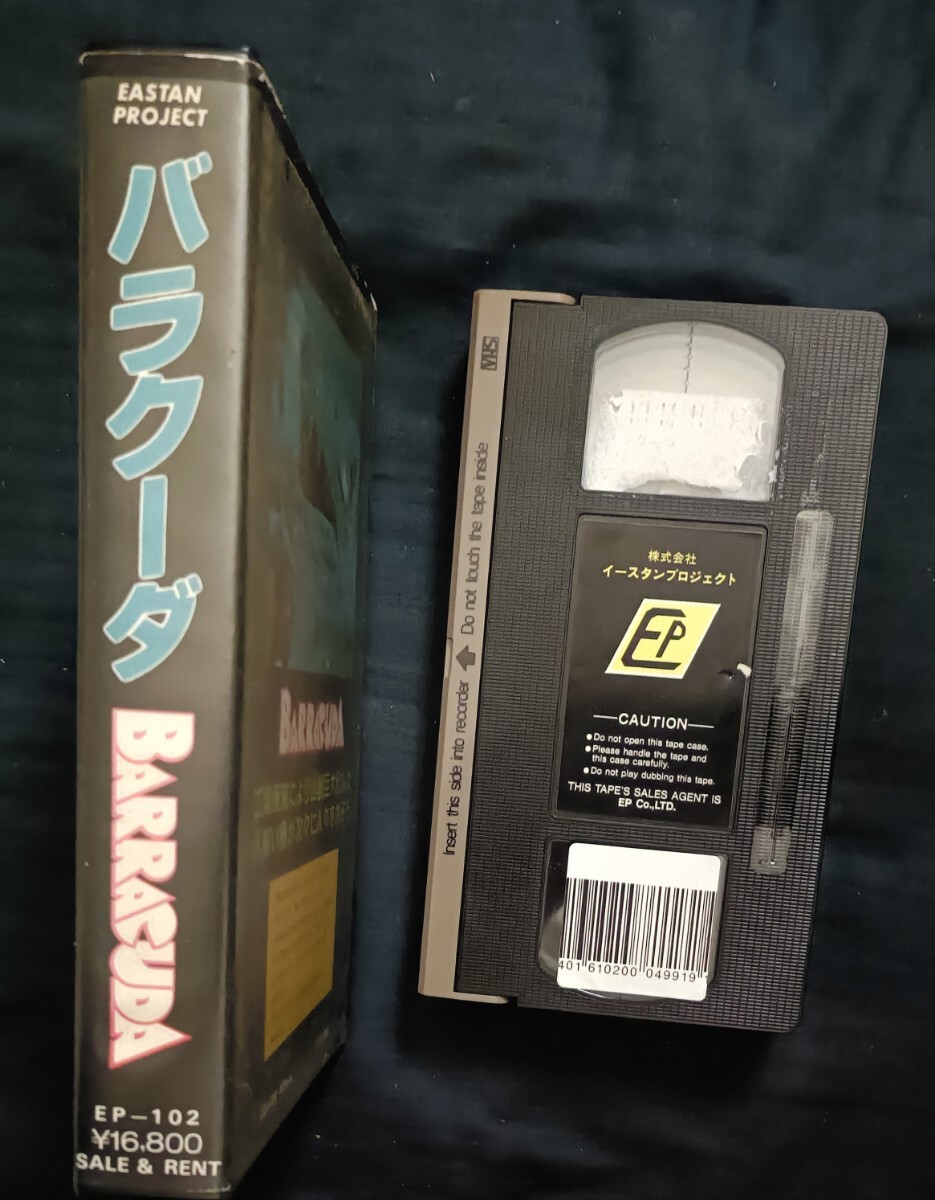 EASTAN
PROJECT
バラクーダ
BARRACUDA
EP-102
¥16,800
SALE & RENT
BARRACUDA
VHS
Insert this side into recorder
Do not touch the tape inside
株式会社
イースタンプロジェクト
EP
CAUTION
●Do not open this tape case.
●Please handle the tape and
this case carefully.
●Do not play dubbing this tape.
THIS TAPE'S SALES AGENT IS
EP Co.,LTD.
401 610200 049919